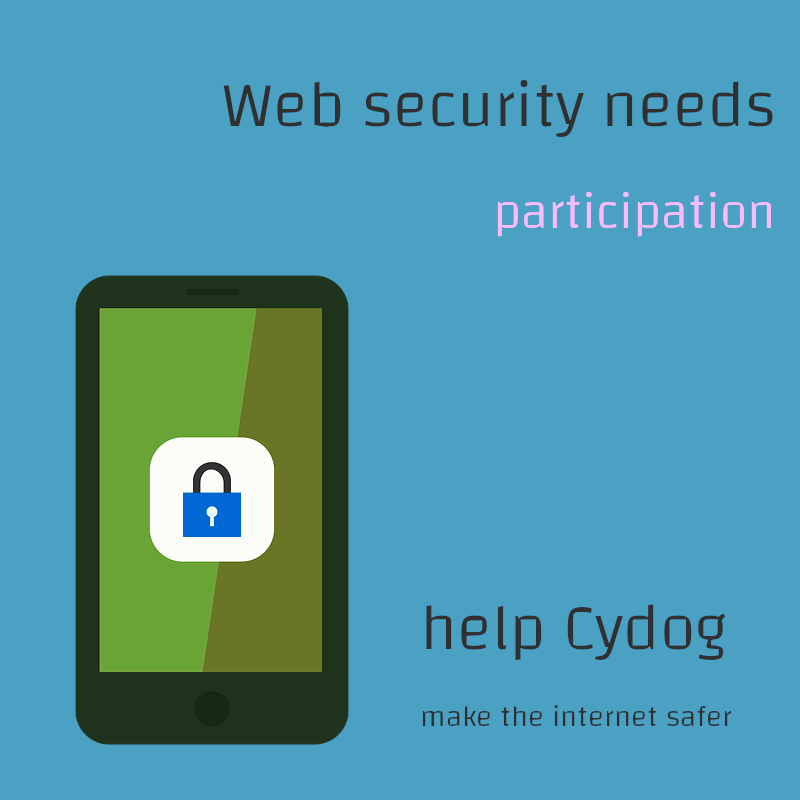 Web security needs
participation
help Cydog
make the internet safer